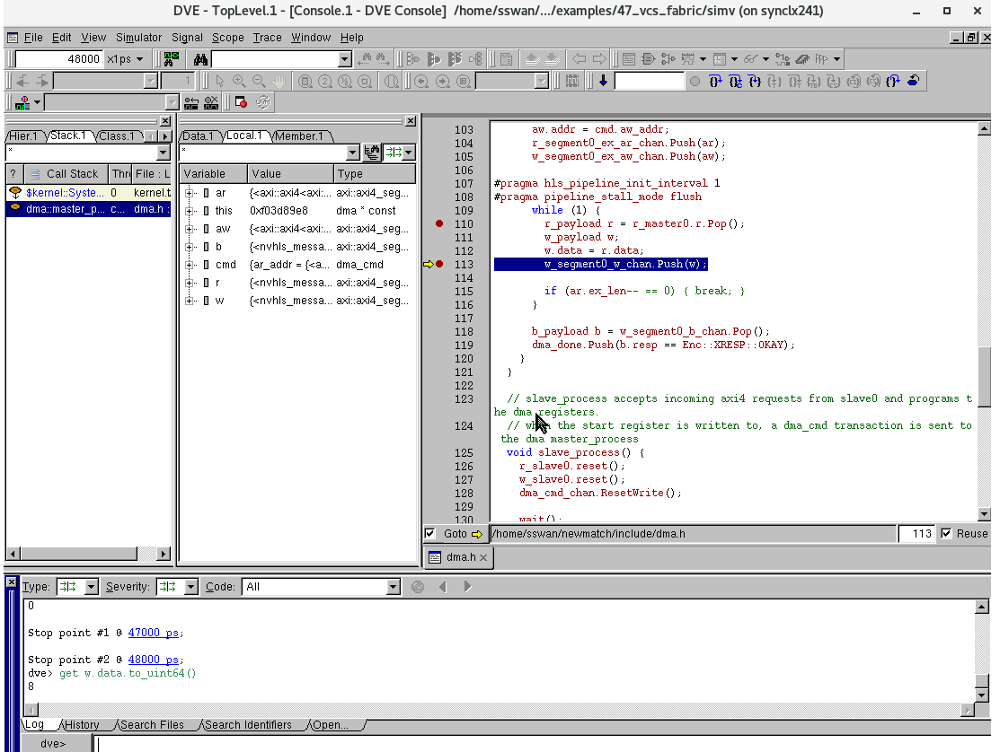 DVE - TopLevel.1 - [Console.1 - DVE Console] /home/sswan/.../examples/47_vcs_fabric/simv (on synclx241)
File Edit View Simulator Signal Scope Trace Window Help
48000 x1ps
1
Hier.1 Stack.1 Class.1
*
? Call Stack Thr File : L
$kernel::Syste... 0 kernel.t
dma::master_p... c... dma.h :
Data.1 Local.1 Member.1
*
Variable Value Type
ar {<axi::axi4<axi:... axi::axi4_seg...
this 0xf03d89e8 dma * const
aw {<axi::axi4<axi:... axi::axi4_seg...
b {<nvhls_messa... axi::axi4_seg...
cmd {ar_addr = {<a... dma_cmd
r {<nvhls_messa... axi::axi4_seg...
w {<nvhls_messa... axi::axi4_seg...
103 aw.addr = cmd.aw_addr;
104 r_segment0_ex_ar_chan.Push(ar);
105 w_segment0_ex_aw_chan.Push(aw);
106
107 #pragma hls_pipeline_init_interval 1
108 #pragma pipeline_stall_mode flush
109 while (1) {
110 r_payload r = r_master0.r.Pop();
111 w_payload w;
112 w.data = r.data;
113 w_segment0_w_chan.Push(w);
114
115 if (ar.ex_len-- == 0) { break; }
116 }
117
118 b_payload b = w_segment0_b_chan.Pop();
119 dma_done.Push(b.resp == Enc::XRESP::OKAY);
120 }
121 }
122
123 // slave_process accepts incoming axi4 requests from slave0 and programs t
he dma registers.
124 // when the start register is written to, a dma_cmd transaction is sent to
the dma master_process
125 void slave_process() {
126 r_slave0.reset();
127 w_slave0.reset();
128 dma_cmd_chan.ResetWrite();
129
130 wait();
Goto /home/sswan/newmatch/include/dma.h 113 Reuse
dma.h
Type: Severity: Code: All
0
Stop point #1 @ 47000 ps;
Stop point #2 @ 48000 ps;
dve> get w.data.to_uint64()
8
Log History Search Files Search Identifiers Open...
dve>